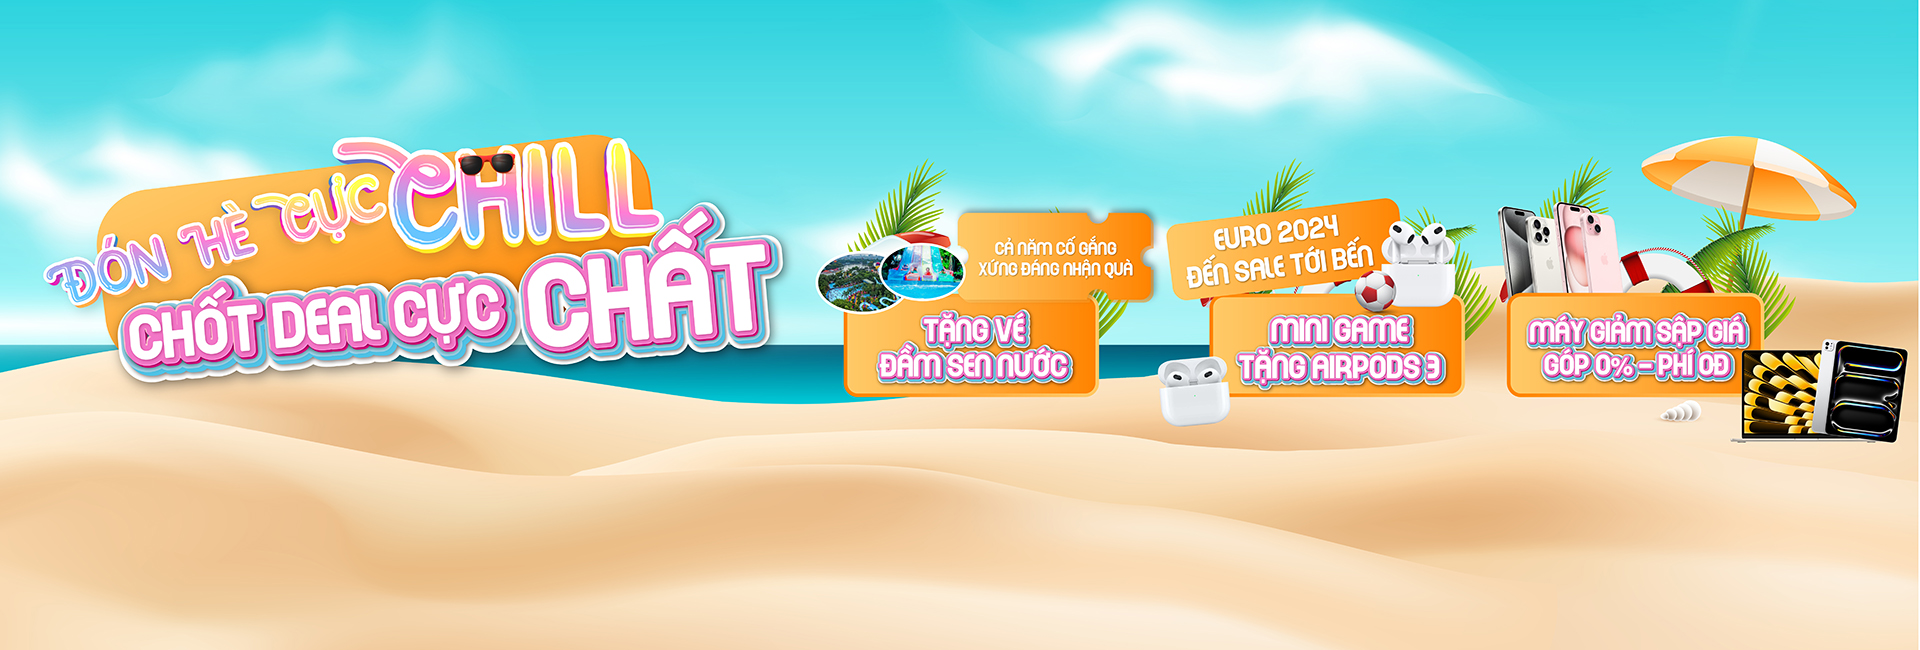 ĐÓN HÈ CỰC CHILL
CHỐT DEAL CỰC CHẤT
CẢ NĂM CỐ GẮNG
XỨNG ĐÁNG NHẬN QUÀ
TẶNG VÉ
ĐẦM SEN NƯỚC
EURO 2024
ĐẾN SALE TỚI BẾN
MINI GAME
TẶNG AIRPODS 3
MÁY GIẢM SẬP GIÁ
GÓP 0% - PHÍ 0Đ